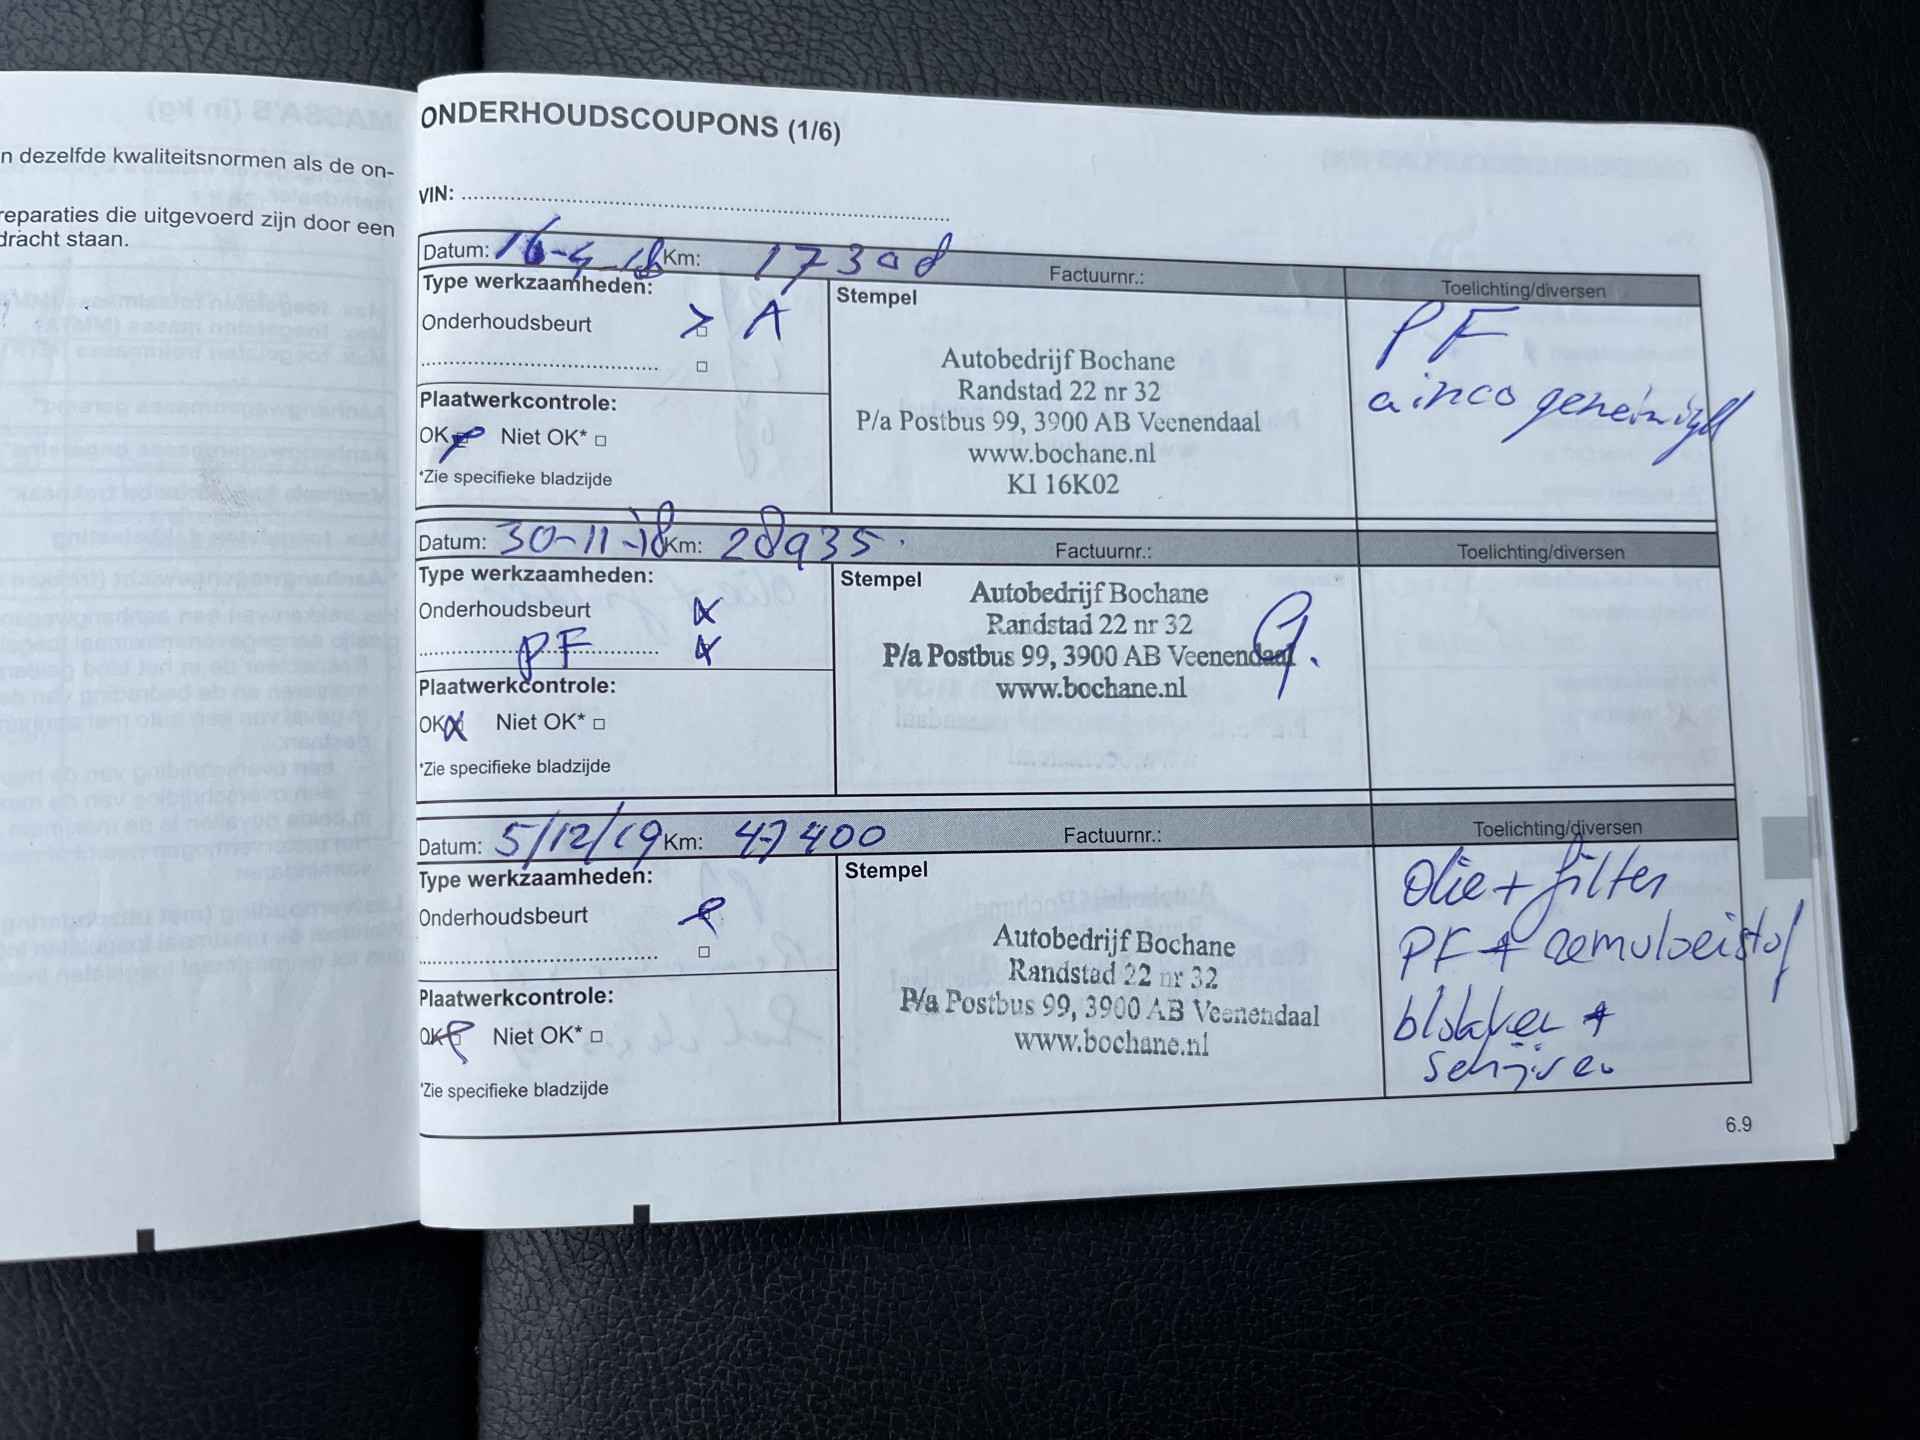 n dezelfde kwaliteitsnormen als de on-
reparaties die uitgevoerd zijn door een
dracht staan.
ONDERHOUDSCOUPONS (1/6)
VIN:
Datum: 16-4-18 Km: 17308 Factuurnr.: Toelichting/diversen
Type werkzaamheden:
Stempel
Onderhoudsbeurt A
Plaatwerkcontrole:
OK Niet OK*
*Zie specifieke bladzijde
Autobedrijf Bochane
Randstad 22 nr 32
P/a Postbus 99, 3900 AB Veenendaal
www.bochane.nl
KI 16K02
PF
airco gereinigd
Datum: 30-11-18 Km: 28935. Factuurnr.: Toelichting/diversen
Type werkzaamheden:
Stempel
Onderhoudsbeurt
PF
Plaatwerkcontrole:
OK Niet OK*
*Zie specifieke bladzijde
Autobedrijf Bochane
Randstad 22 nr 32
P/a Postbus 99, 3900 AB Veenendaal
www.bochane.nl
Datum: 5/12/19 Km: 47400 Factuurnr.: Toelichting/diversen
Type werkzaamheden:
Stempel
Onderhoudsbeurt
Plaatwerkcontrole:
OK Niet OK*
*Zie specifieke bladzijde
Autobedrijf Bochane
Randstad 22 nr 32
P/a Postbus 99, 3900 AB Veenendaal
www.bochane.nl
olie + filter
PF + remvloeistof
blokken +
schijven
6.9